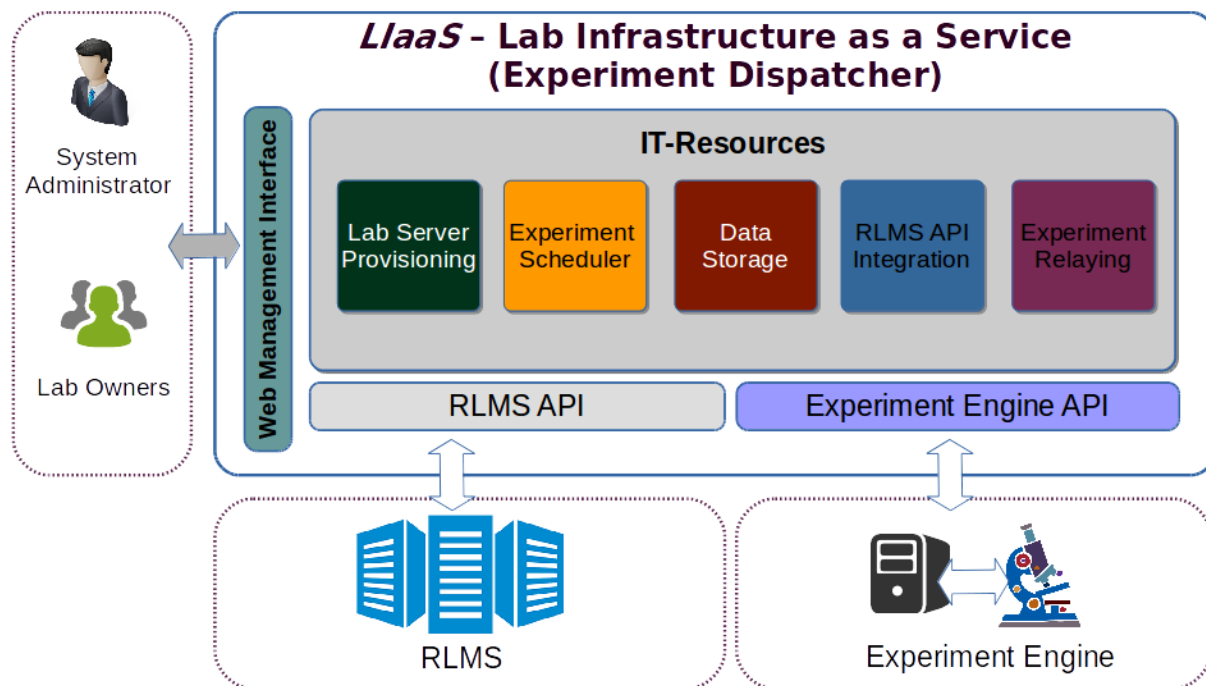 LIaaS – Lab Infrastructure as a Service
(Experiment Dispatcher)
System
Administrator
Lab Owners
Web Management Interface
IT-Resources
Lab Server
Provisioning
Experiment
Scheduler
Data
Storage
RLMS API
Integration
Experiment
Relaying
RLMS API
Experiment Engine API
RLMS
Experiment Engine